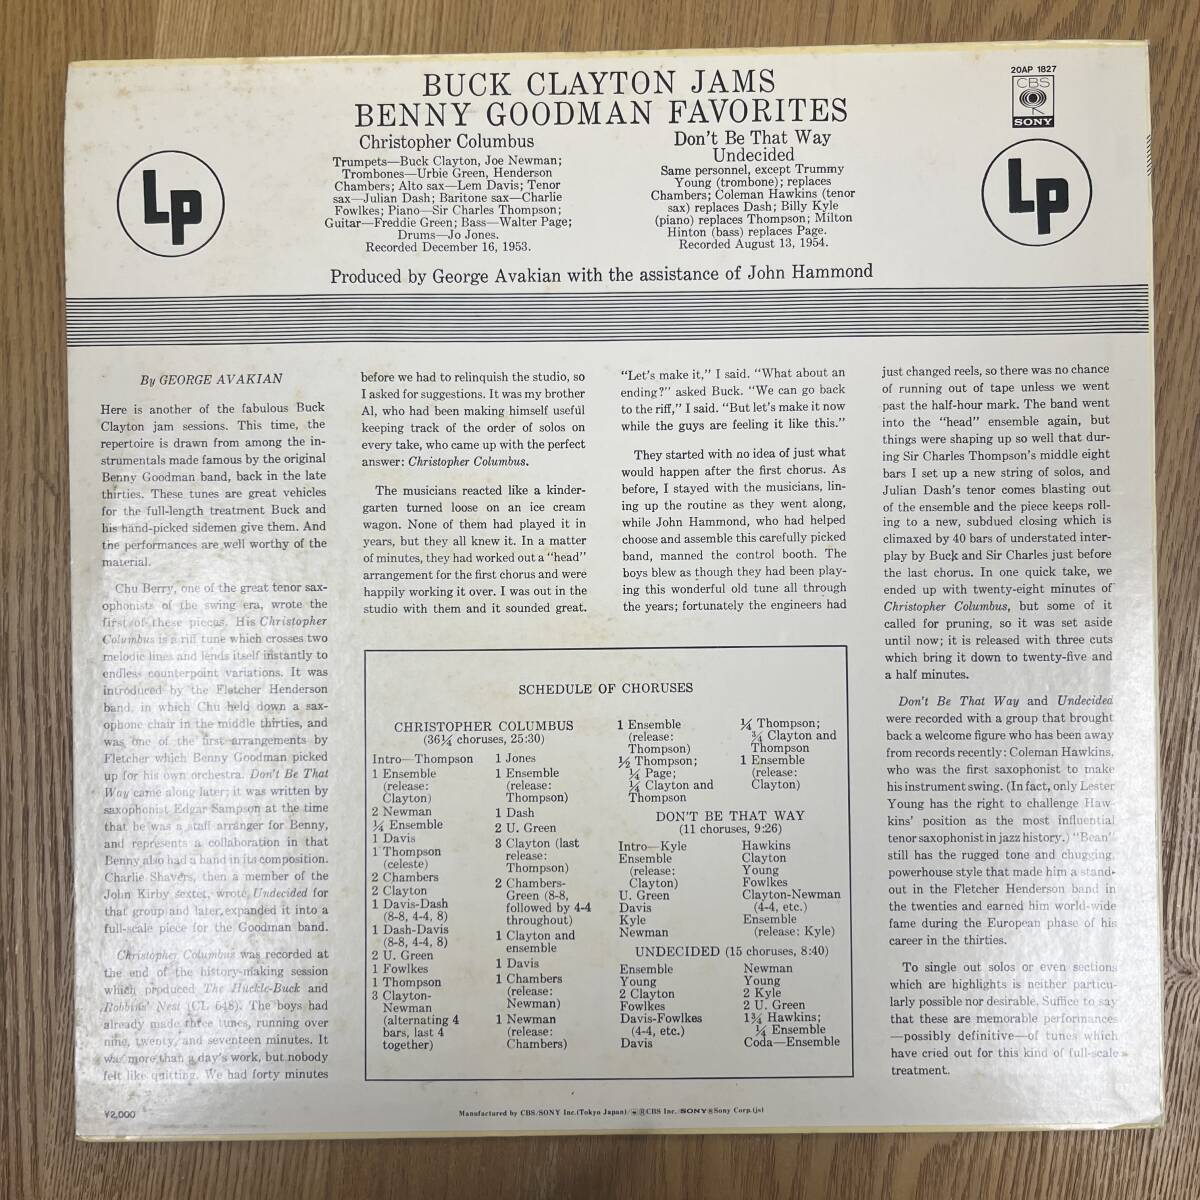 BUCK CLAYTON JAMS
BENNY GOODMAN FAVORITES
20AP 1827
CBS
SONY
LP
Christopher Columbus
Trumpets—Buck Clayton, Joe Newman;
Trombones—Urbie Green, Henderson
Chambers; Alto sax—Lem Davis; Tenor
sax—Julian Dash; Baritone sax—Charlie
Fowlkes; Piano—Sir Charles Thompson;
Guitar—Freddie Green; Bass—Walter Page;
Drums—Jo Jones.
Recorded December 16, 1953.
Don't Be That Way
Undecided
Same personnel, except Trummy
Young (trombone); replaces
Chambers; Coleman Hawkins (tenor
sax) replaces Dash; Billy Kyle
(piano) replaces Thompson; Milton
Hinton (bass) replaces Page.
Recorded August 13, 1954.
LP
Produced by George Avakian with the assistance of John Hammond
By GEORGE AVAKIAN
Here is another of the fabulous Buck
Clayton jam sessions. This time, the
repertoire is drawn from among the in-
strumentals made famous by the original
Benny Goodman band, back in the late
thirties. These tunes are great vehicles
for the full-length treatment Buck and
his hand-picked sidemen give them. And
the performances are well worthy of the
material.
Chu Berry, one of the great tenor sax-
ophonists of the swing era, wrote the
first of these pieces. His Christopher
Columbus is a riff tune which crosses two
melodic lines and lends itself instantly to
endless counterpoint variations. It was
introduced by the Fletcher Henderson
band, in which Chu held down a sax-
ophone chair in the middle thirties, and
was one of the first arrangements by
Fletcher which Benny Goodman picked
up for his own orchestra. Don't Be That
Way came along later; it was written by
saxophonist Edgar Sampson at the time
that he was a staff arranger for Benny,
and represents a collaboration in that
Benny also had a hand in its composition.
Charlie Shavers, then a member of the
John Kirby sextet, wrote Undecided for
that group and later expanded it into a
full-scale piece for the Goodman band.
Christopher Columbus was recorded at
the end of the history-making session
which produced The Huckle-Buck and
Robbins' Nest (CL 648). The boys had
already made three tunes, running over
nine, twenty, and seventeen minutes. It
was more than a day's work, but nobody
felt like quitting. We had forty minutes
before we had to relinquish the studio, so
I asked for suggestions. It was my brother
Al, who had been making himself useful
keeping track of the order of solos on
every take, who came up with the perfect
answer: Christopher Columbus.
The musicians reacted like a kinder-
garten turned loose on an ice cream
wagon. None of them had played it in
years, but they all knew it. In a matter
of minutes, they had worked out a "head"
arrangement for the first chorus and were
happily working it over. I was out in the
studio with them and it sounded great.
"Let's make it," I said. "What about an
ending?" asked Buck. "We can go back
to the riff," I said. "But let's make it now
while the guys are feeling it like this."
They started with no idea of just what
would happen after the first chorus. As
before, I stayed with the musicians, lin-
ing up the routine as they went along,
while John Hammond, who had helped
choose and assemble this carefully picked
band, manned the control booth. The
boys blew as though they had been play-
ing this wonderful old tune all through
the years; fortunately the engineers had
just changed reels, so there was no chance
of running out of tape unless we went
past the half-hour mark. The band went
into the "head" ensemble again, but
things were shaping up so well that dur-
ing Sir Charles Thompson's middle eight
bars I set up a new string of solos, and
Julian Dash's tenor comes blasting out
of the ensemble and the piece keeps roll-
ing to a new, subdued closing which is
climaxed by 40 bars of understated inter-
play by Buck and Sir Charles just before
the last chorus. In one quick take, we
ended up with twenty-eight minutes of
Christopher Columbus, but some of it
called for pruning, so it was set aside
until now; it is released with three cuts
which bring it down to twenty-five and
a half minutes.
Don't Be That Way and Undecided
were recorded with a group that brought
back a welcome figure who has been away
from records recently: Coleman Hawkins,
who was the first saxophonist to make
his instrument swing. (In fact, only Lester
Young has the right to challenge Haw-
kins' position as the most influential
tenor saxophonist in jazz history.) "Bean"
still has the rugged tone and chugging,
powerhouse style that made him a stand-
out in the Fletcher Henderson band in
the twenties and earned him world-wide
fame during the European phase of his
career in the thirties.
To single out solos or even sections
which are highlights is neither particu-
larly possible nor desirable. Suffice to say
that these are memorable performances
—possibly definitive—of tunes which
have cried out for this kind of full-scale
treatment.
SCHEDULE OF CHORUSES
CHRISTOPHER COLUMBUS
(36¼ choruses, 25:30)
Intro—Thompson
1 Ensemble
(release:
Clayton)
2 Newman
¼ Ensemble
1 Davis
1 Thompson
(celeste)
2 Chambers
2 Clayton
1 Davis-Dash
(8-8, 4-4, 8)
1 Dash-Davis
(8-8, 4-4, 8)
2 U. Green
1 Fowlkes
1 Thompson
3 Clayton-
Newman
(alternating 4
bars, last 4
together)
1 Jones
1 Ensemble
(release:
Thompson)
1 Dash
2 U. Green
3 Clayton (last
release:
Thompson)
2 Chambers-
Green (8-8,
followed by 4-4
throughout)
1 Clayton and
ensemble
1 Davis
1 Chambers
(release:
Newman)
1 Newman
(release:
Chambers)
1 Ensemble
(release:
Thompson)
½ Thompson;
¼ Page;
¼ Clayton and
Thompson
¼ Thompson;
¾ Clayton and
Thompson
1 Ensemble
(release:
Clayton)
DON'T BE THAT WAY
(11 choruses, 9:26)
Intro—Kyle
Ensemble
(release:
Clayton)
U. Green
Davis
Kyle
Newman
Hawkins
Clayton
Young
Fowlkes
Clayton-Newman
(4-4, etc.)
Ensemble
(release: Kyle)
UNDECIDED (15 choruses, 8:40)
Ensemble
Young
2 Clayton
Fowlkes
Davis-Fowlkes
(4-4, etc.)
Davis
Newman
Young
2 Kyle
2 U. Green
1¾ Hawkins;
¼ Ensemble
Coda—Ensemble
¥2,000
Manufactured by CBS/SONY Inc. (Tokyo Japan)/ ®CBS Inc. SONY ®Sony Corp.(js)